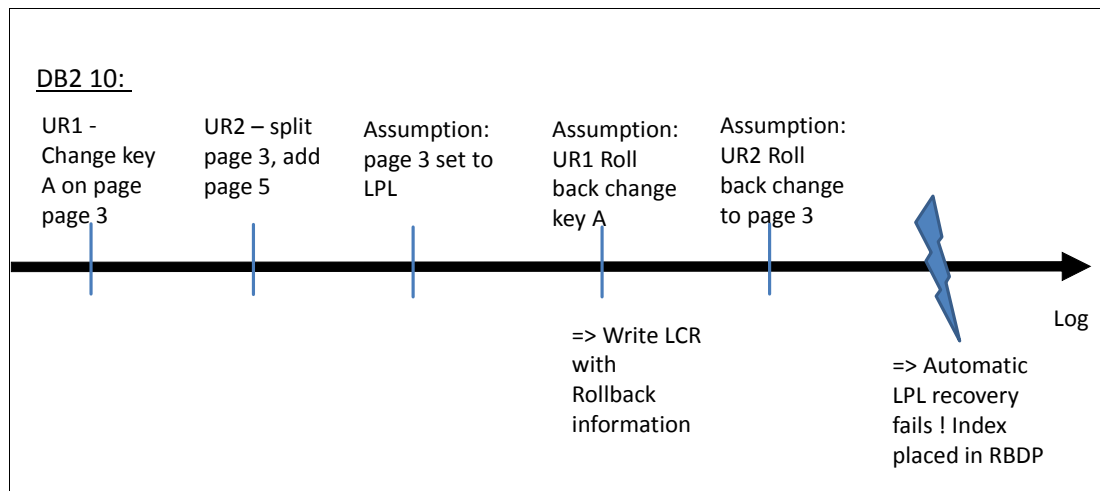 DB2 10:
UR1 -
Change key
A on page
page 3
UR2 – split
page 3, add
page 5
Assumption:
page 3 set to
LPL
Assumption:
UR1 Roll
back change
key A
Assumption:
UR2 Roll
back change
to page 3
Log
=> Write LCR
with
Rollback
information
=> Automatic
LPL recovery
fails ! Index
placed in RBDP